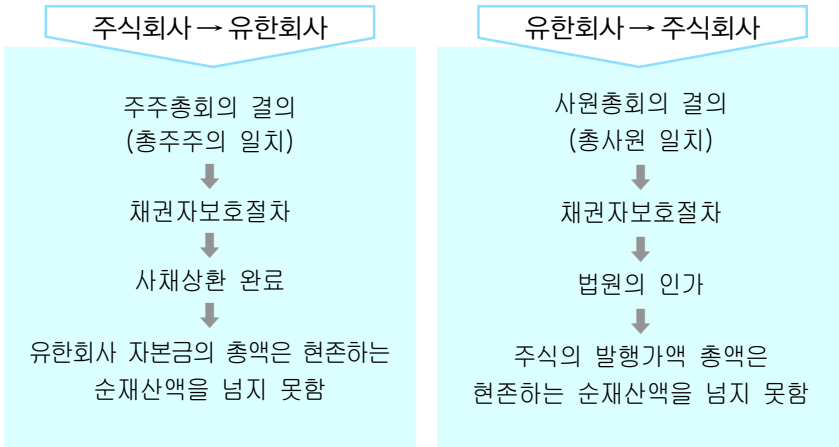 주식회사→ 유한회사
주주총회의 결의
(총주주의 일치)
채권자보호절차
사채상환 완료
유한회사 자본금의 총액은 현존하는
순재산액을 넘지 못함
유한회사→ 주식회사
사원총회의 결의
(총사원 일치)
채권자보호절차
법원의 인가
주식의 발행가액 총액은
현존하는 순재산액을 넘지 못함